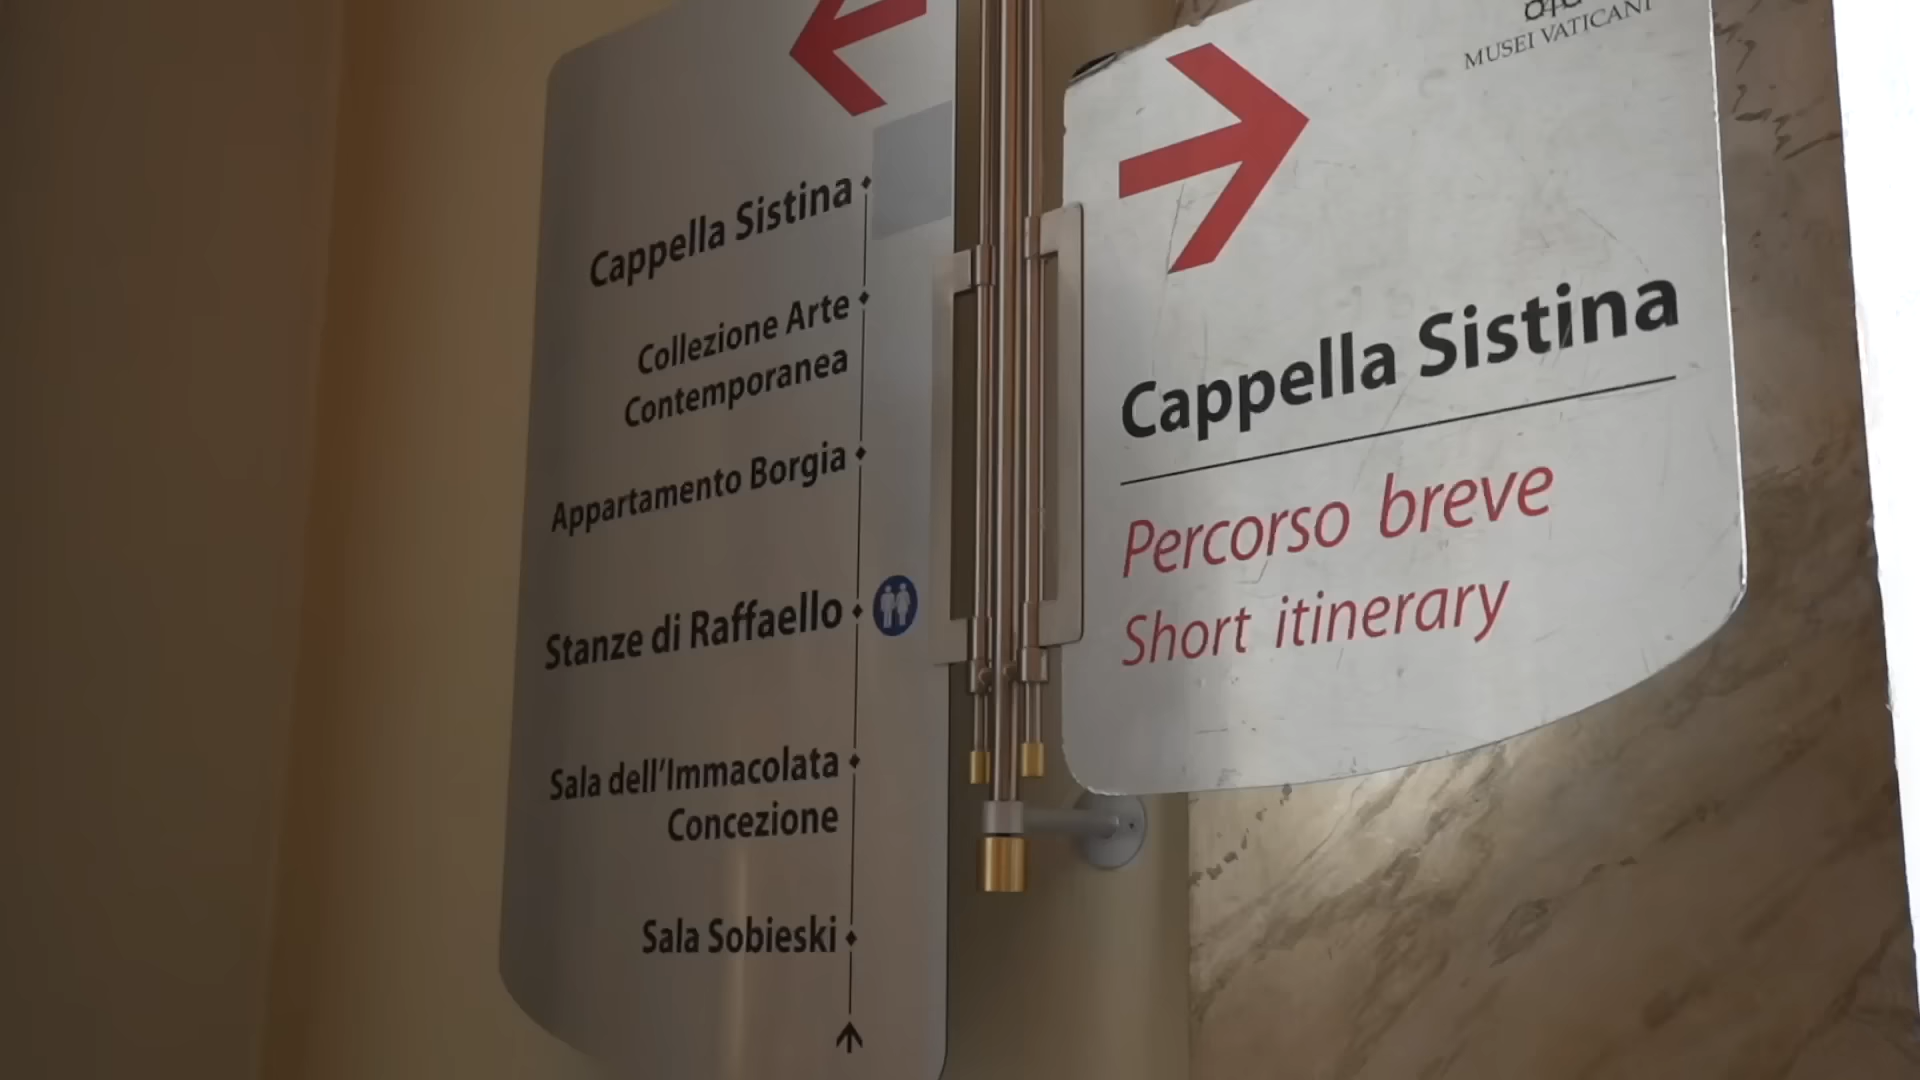 Cappella Sistina
Collezione Arte
Contemporanea
Appartamento Borgia
Stanze di Raffaello
Sala dell'Immacolata
Concezione
Sala Sobieski
MUSEI VATICANI
Cappella Sistina
Percorso breve
Short itinerary